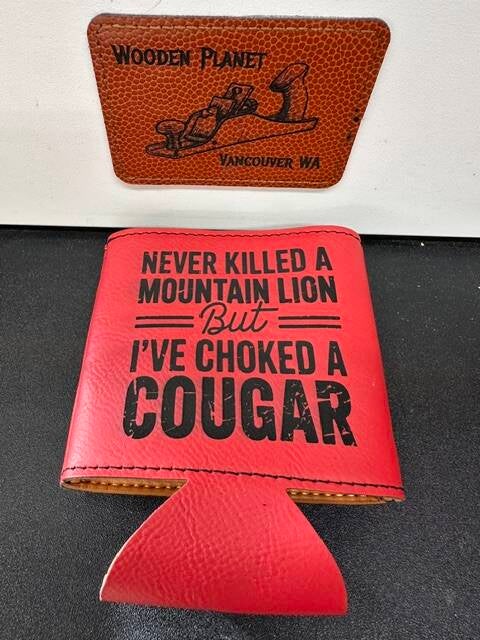 WOODEN PLANET
VANCOUVER WA
NEVER KILLED A
MOUNTAIN LION
But
I'VE CHOKED A
COUGAR